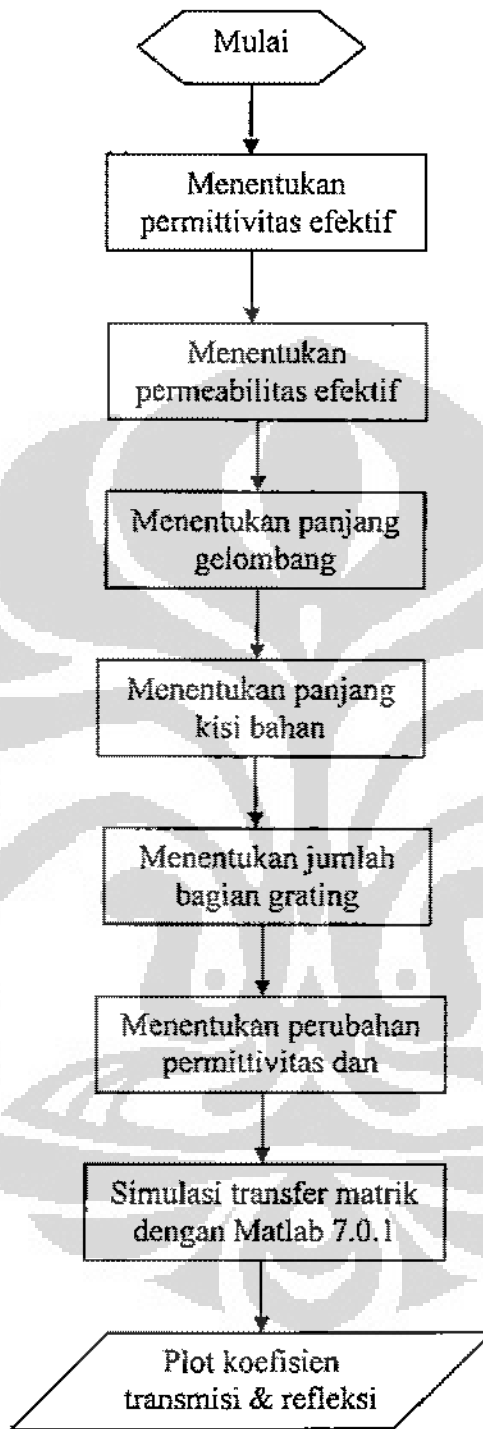 Mulai
Menentukan
permittivitas efektif
Menentukan
permeabilitas efektif
Menentukan panjang
gelombang
Menentukan panjang
kisi bahan
Menentukan jumlah
bagian grating
Menentukan perubahan
permittivitas dan
Simulasi transfer matrik
dengan Matlab 7.0.1
Plot koefisien
transmisi & refleksi